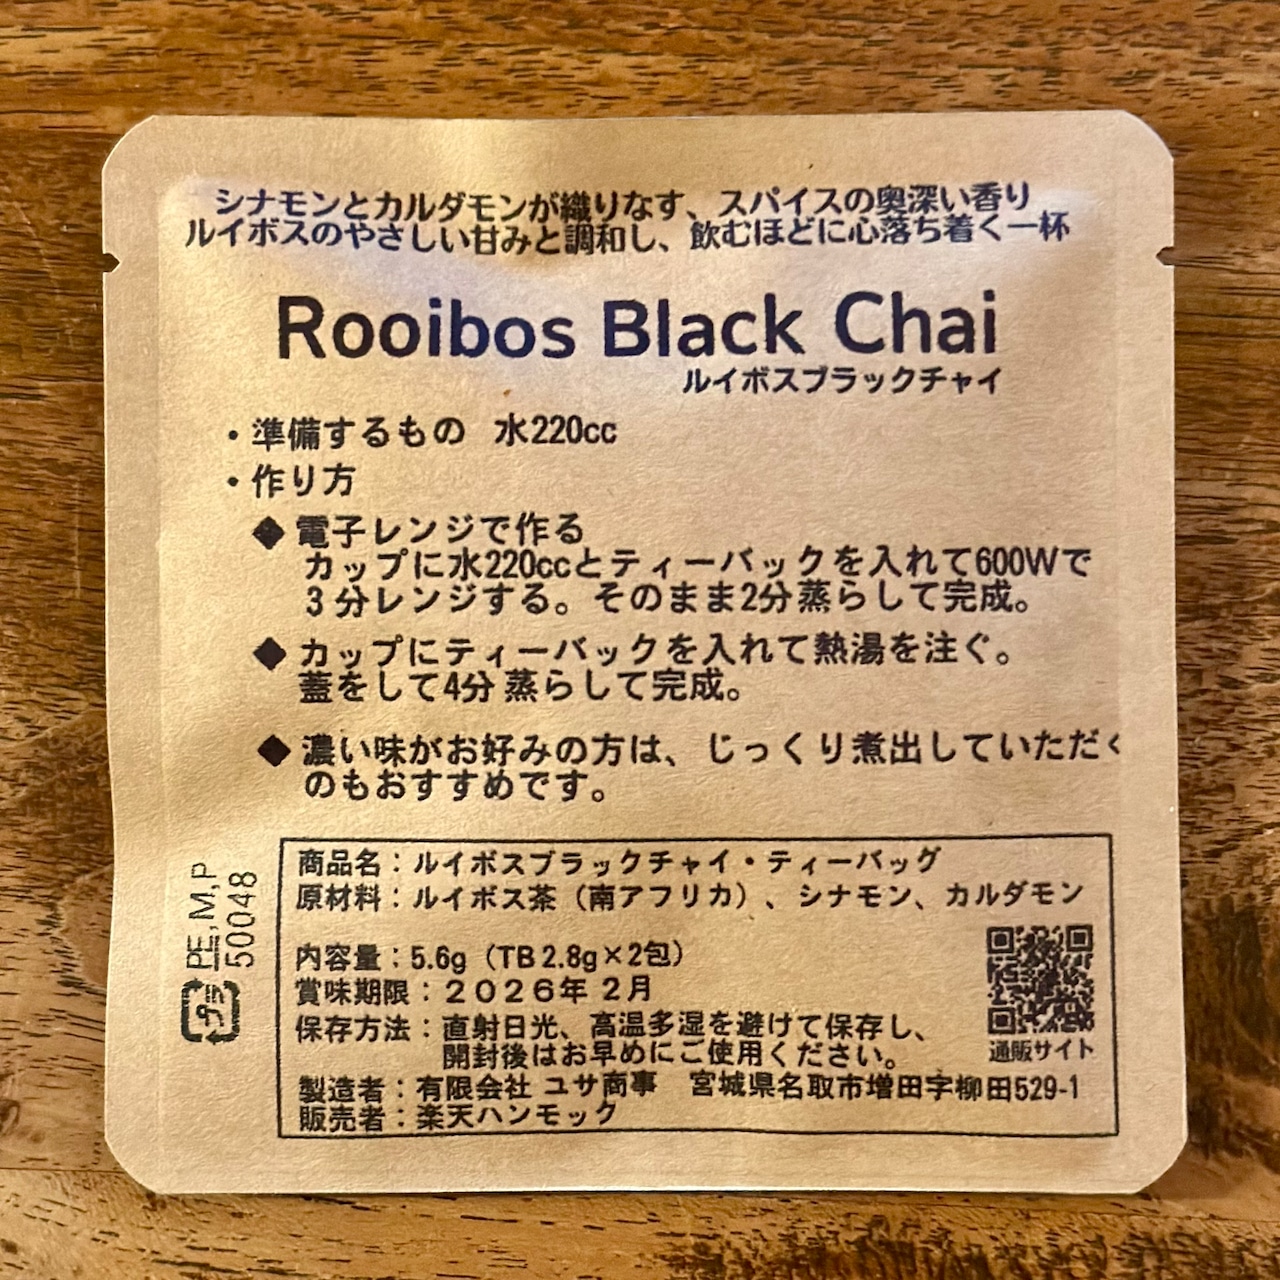 シナモンとカルダモンが織りなす、スパイスの奥深い香り
ルイボスのやさしい甘みと調和し、飲むほどに心落ち着く一杯
Rooibos Black Chai
ルイボスブラックチャイ
・準備するもの 水220cc
・作り方
◆電子レンジで作る
カップに水220ccとティーバックを入れて600Wで
３分レンジする。そのまま2分蒸らして完成。
◆カップにティーバックを入れて熱湯を注ぐ。
蓋をして4分蒸らして完成。
◆濃い味がお好みの方は、じっくり煮出していただく
のもおすすめです。
商品名：ルイボスブラックチャイ・ティーバッグ
原材料：ルイボス茶（南アフリカ）、シナモン、カルダモン
内容量：5.6g（TB 2.8g×2包）
賞味期限：２０２６年 ２月
保存方法：直射日光、高温多湿を避けて保存し、
開封後はお早めにご使用ください。
通販サイト
製造者：有限会社 ユサ商事　宮城県名取市増田字柳田529-1
販売者：楽天ハンモック
プラ
PE,M,P
50048